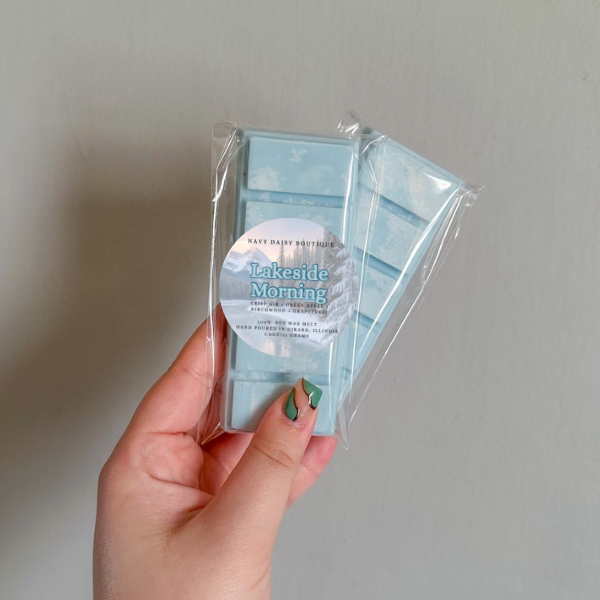 NAVY DAISY BOUTIQUE
Lakeside
Morning
CRISP AIR • GREEN APPLE
BIRCHWOOD • GRAPEFRUIT
100% SOY WAX MELT
HAND POURED IN GIRARD, ILLINOIS
GRAMS